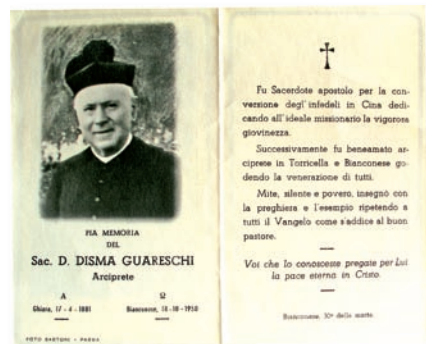 PIA MEMORIA
DEL
Sac. D. DISMA GUARESCHI
Arciprete
A Ω
Ghiara, 17-4-1881 Bianconese, 18-10-1950
FOTO SARTORI - PARMA
Fu Sacerdote apostolo per la con-
versione degl'infedeli in Cina dedi-
cando all'ideale missionario la vigorosa
giovinezza.
Successivamente fu beneamato ar-
ciprete in Torricella e Bianconese go-
dendo la venerazione di tutti.
Mite, silente e povero, insegnò con
la preghiera e l'esempio ripetendo a
tutti il Vangelo come s'addice al buon
pastore.
Voi che lo conosceste pregate per Lui
la pace eterna in Cristo.
Bianconese, 30° della morte.